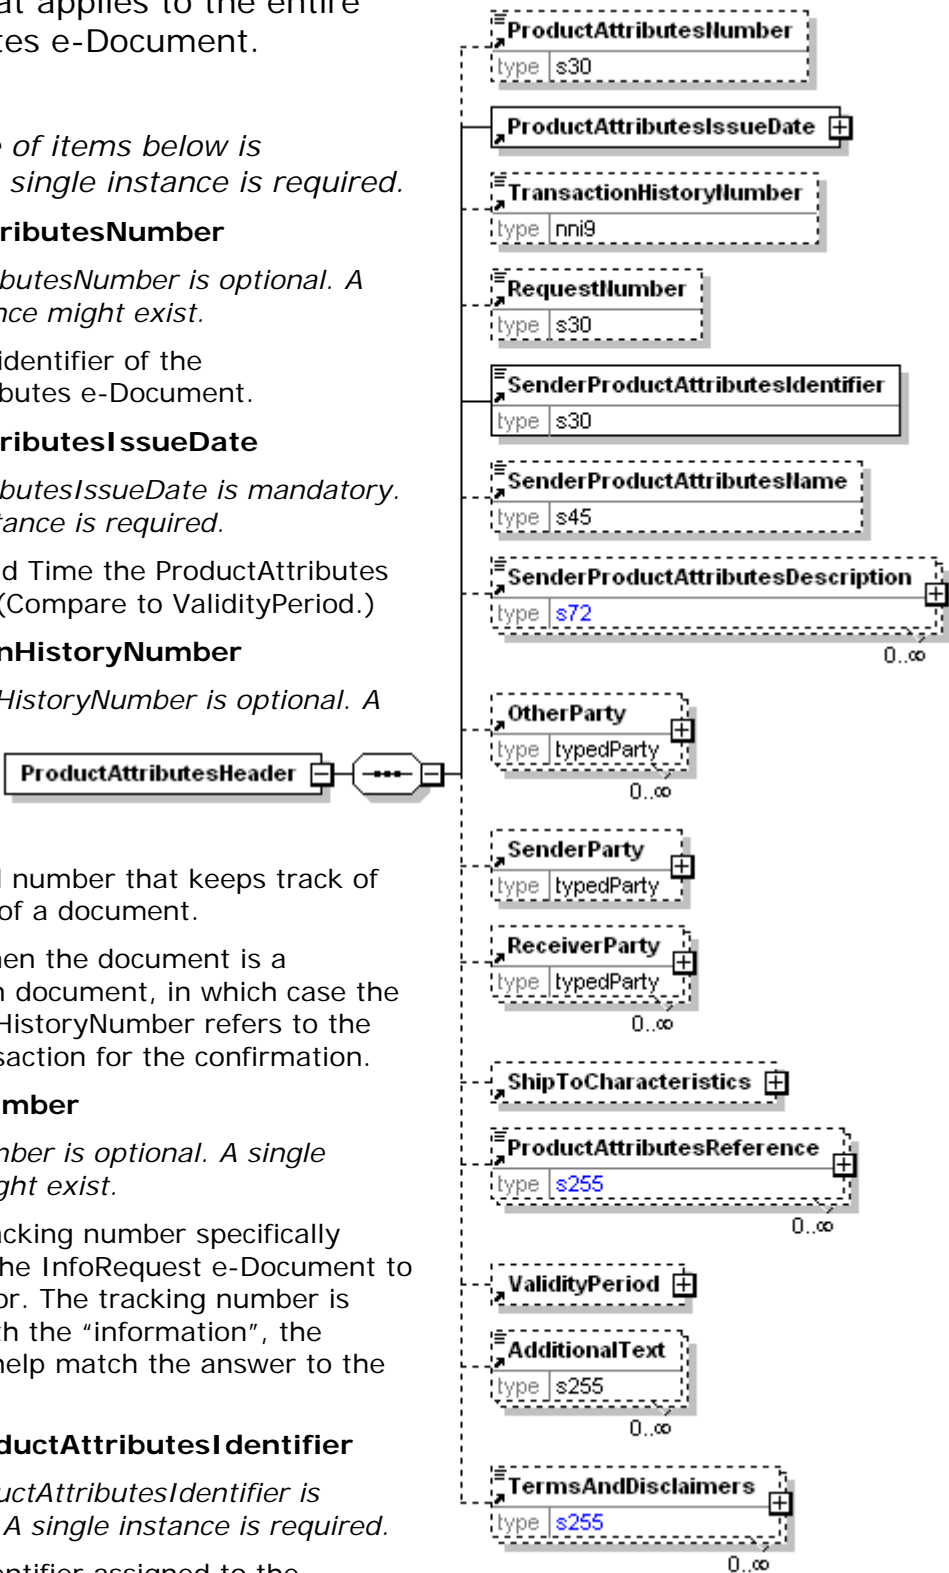 at applies to the entire
tes e-Document.
e of items below is
single instance is required.
ributesNumber
butesNumber is optional. A
nce might exist.
identifier of the
butes e-Document.
ributesIssueDate
butesIssueDate is mandatory.
tance is required.
d Time the ProductAttributes
(Compare to ValidityPeriod.)
nHistoryNumber
HistoryNumber is optional. A
ProductAttributesHeader
l number that keeps track of
of a document.
hen the document is a
n document, in which case the
HistoryNumber refers to the
saction for the confirmation.
mber
mber is optional. A single
ght exist.
acking number specifically
he InfoRequest e-Document to
or. The tracking number is
th the “information”, the
help match the answer to the
ductAttributesIdentifier
uctAttributesIdentifier is
A single instance is required.
entifier assigned to the
ProductAttributesNumber
type s30
ProductAttributesIssueDate
TransactionHistoryNumber
type nni9
RequestNumber
type s30
SenderProductAttributesIdentifier
type s30
SenderProductAttributesName
type s45
SenderProductAttributesDescription
type s72
0..∞
OtherParty
type typedParty
0..∞
SenderParty
type typedParty
ReceiverParty
type typedParty
0..∞
ShipToCharacteristics
ProductAttributesReference
type s255
0..∞
ValidityPeriod
AdditionalText
type s255
0..∞
TermsAndDisclaimers
type s255
0..∞